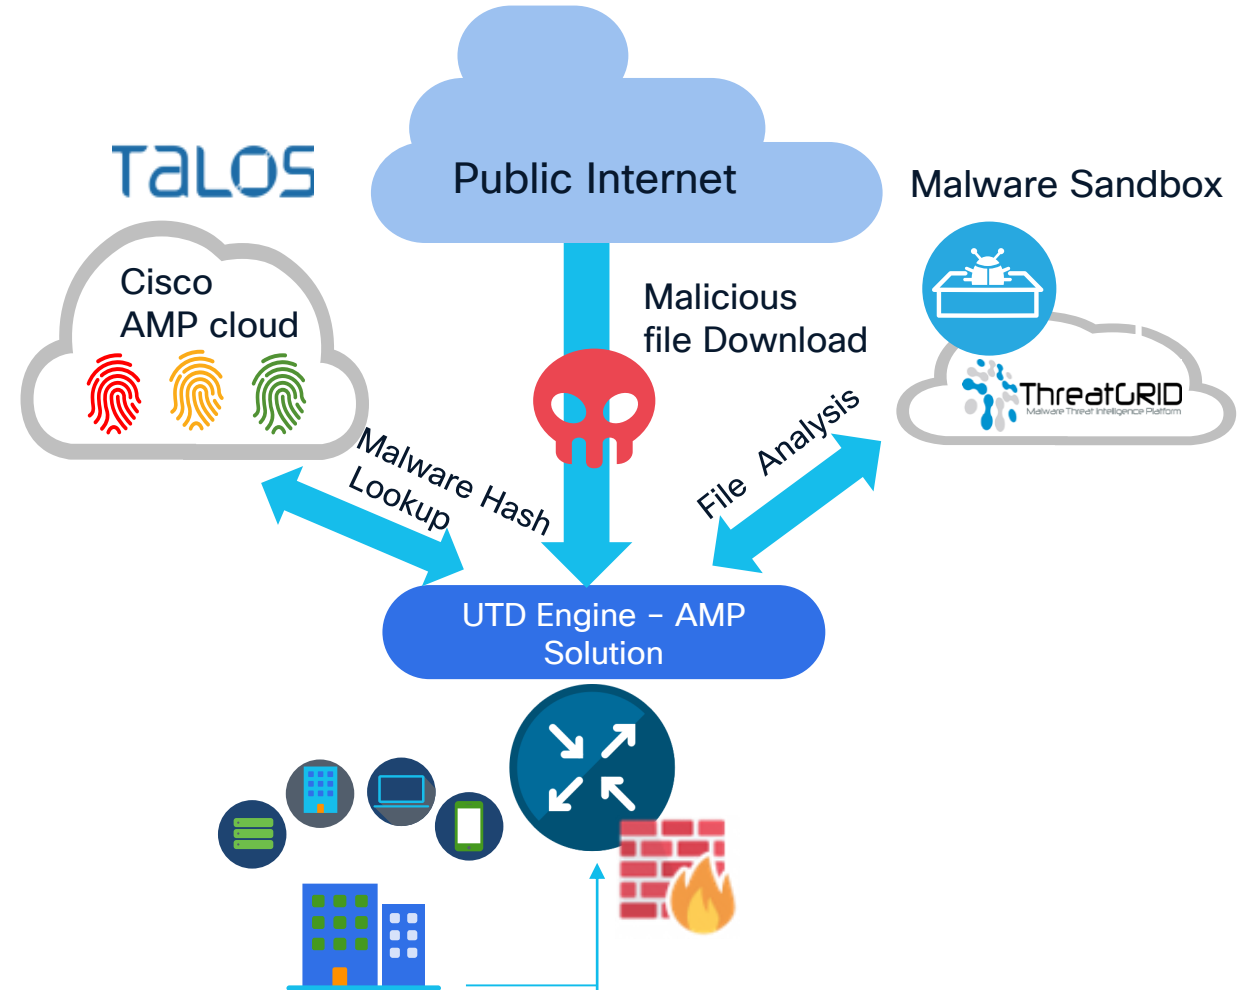 Public Internet
TALOS
Malware Sandbox
Cisco
AMP cloud
Malicious
file Download
ThreatGRID
Malware Threat Intelligence Platform
Malware Hash
Lookup
File Analysis
UTD Engine – AMP
Solution